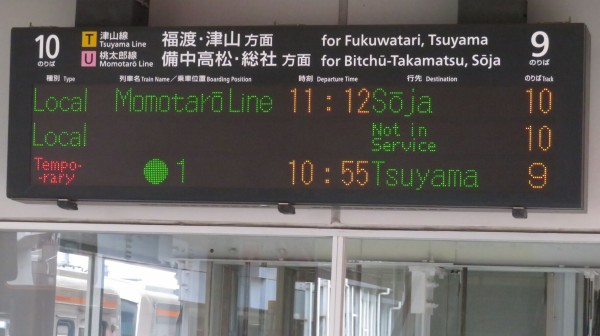 10 のりば T 津山線 Tsuyama Line 福渡・津山 方面 for Fukuwatari, Tsuyama 9 のりば
U 桃太郎線 Momotarō Line 備中高松・総社 方面 for Bitchū-Takamatsu, Sōja
種別 Type 列車名 Train Name／乗車位置 Boarding Position 時刻 Departure Time 行先 Destination のりば Track
Local Momotarō Line 11:12 Sōja 10
Local Not in Service 10
Tempo-
-rary 1 10:55 Tsuyama 9